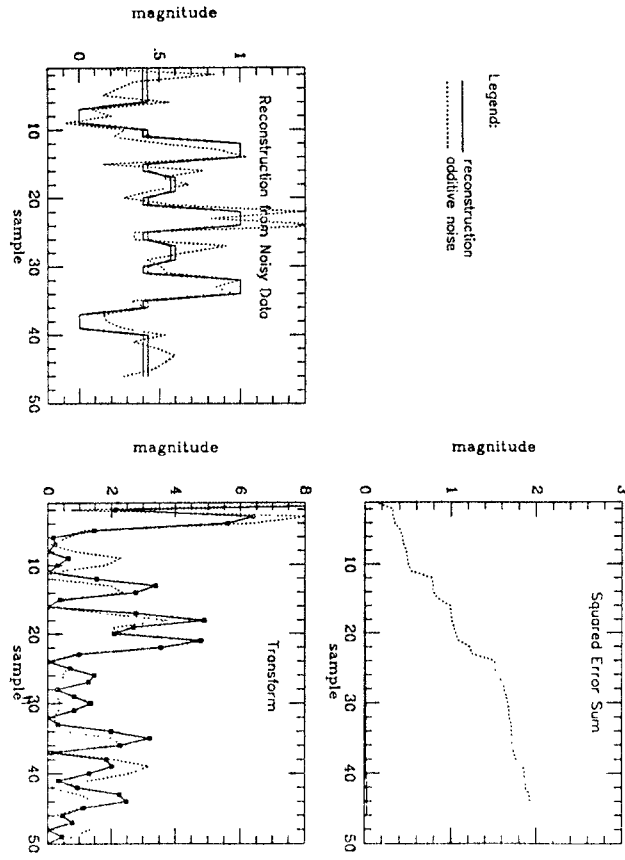 Legend:
reconstruction
additive noise
Squared Error Sum
magnitude
0
1
2
3
10
20
30
40
50
sample
Reconstruction from Noisy Data
magnitude
0
.5
1
10
20
30
40
50
sample
Transform
magnitude
0
2
4
6
8
10
20
30
40
50
sample